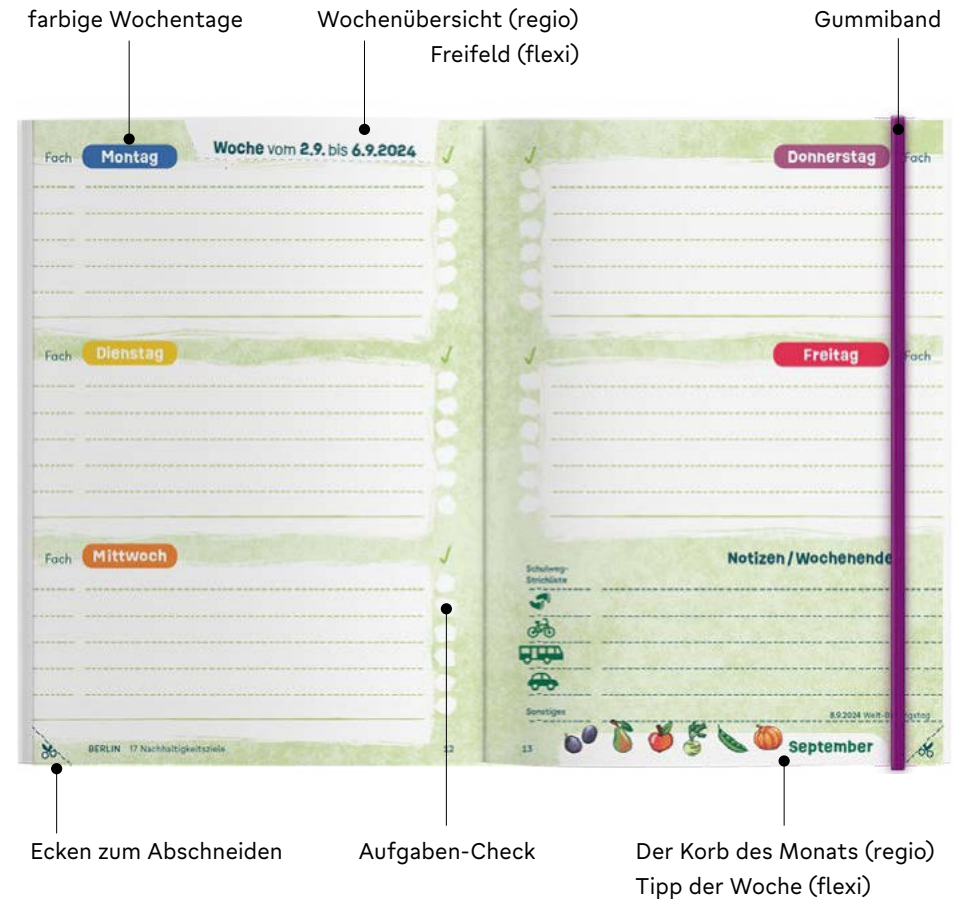 farbige Wochentage
Wochenübersicht (regio)
Freifeld (flexi)
Gummiband
Fach Montag
Woche vom 2.9. bis 6.9.2024
Donnerstag Fach
Fach Dienstag
Freitag Fach
Fach Mittwoch
Notizen / Wochenende
Schulweg-
Strichliste
Sonstiges
8.9.2024
BERLIN 17 Nachhaltigkeitsziele 12
13 September
Ecken zum Abschneiden
Aufgaben-Check
Der Korb des Monats (regio)
Tipp der Woche (flexi)